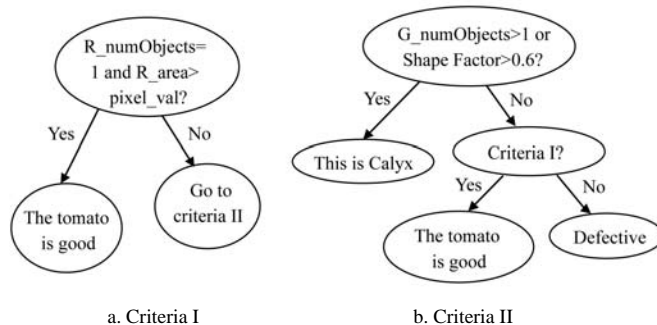 R_numObjects=
1 and R_area>
pixel_val?
Yes
No
The tomato
is good
Go to
criteria II
a. Criteria I
G_numObjects>1 or
Shape Factor>0.6?
Yes
No
This is Calyx
Criteria I?
Yes
No
The tomato
is good
Defective
b. Criteria II